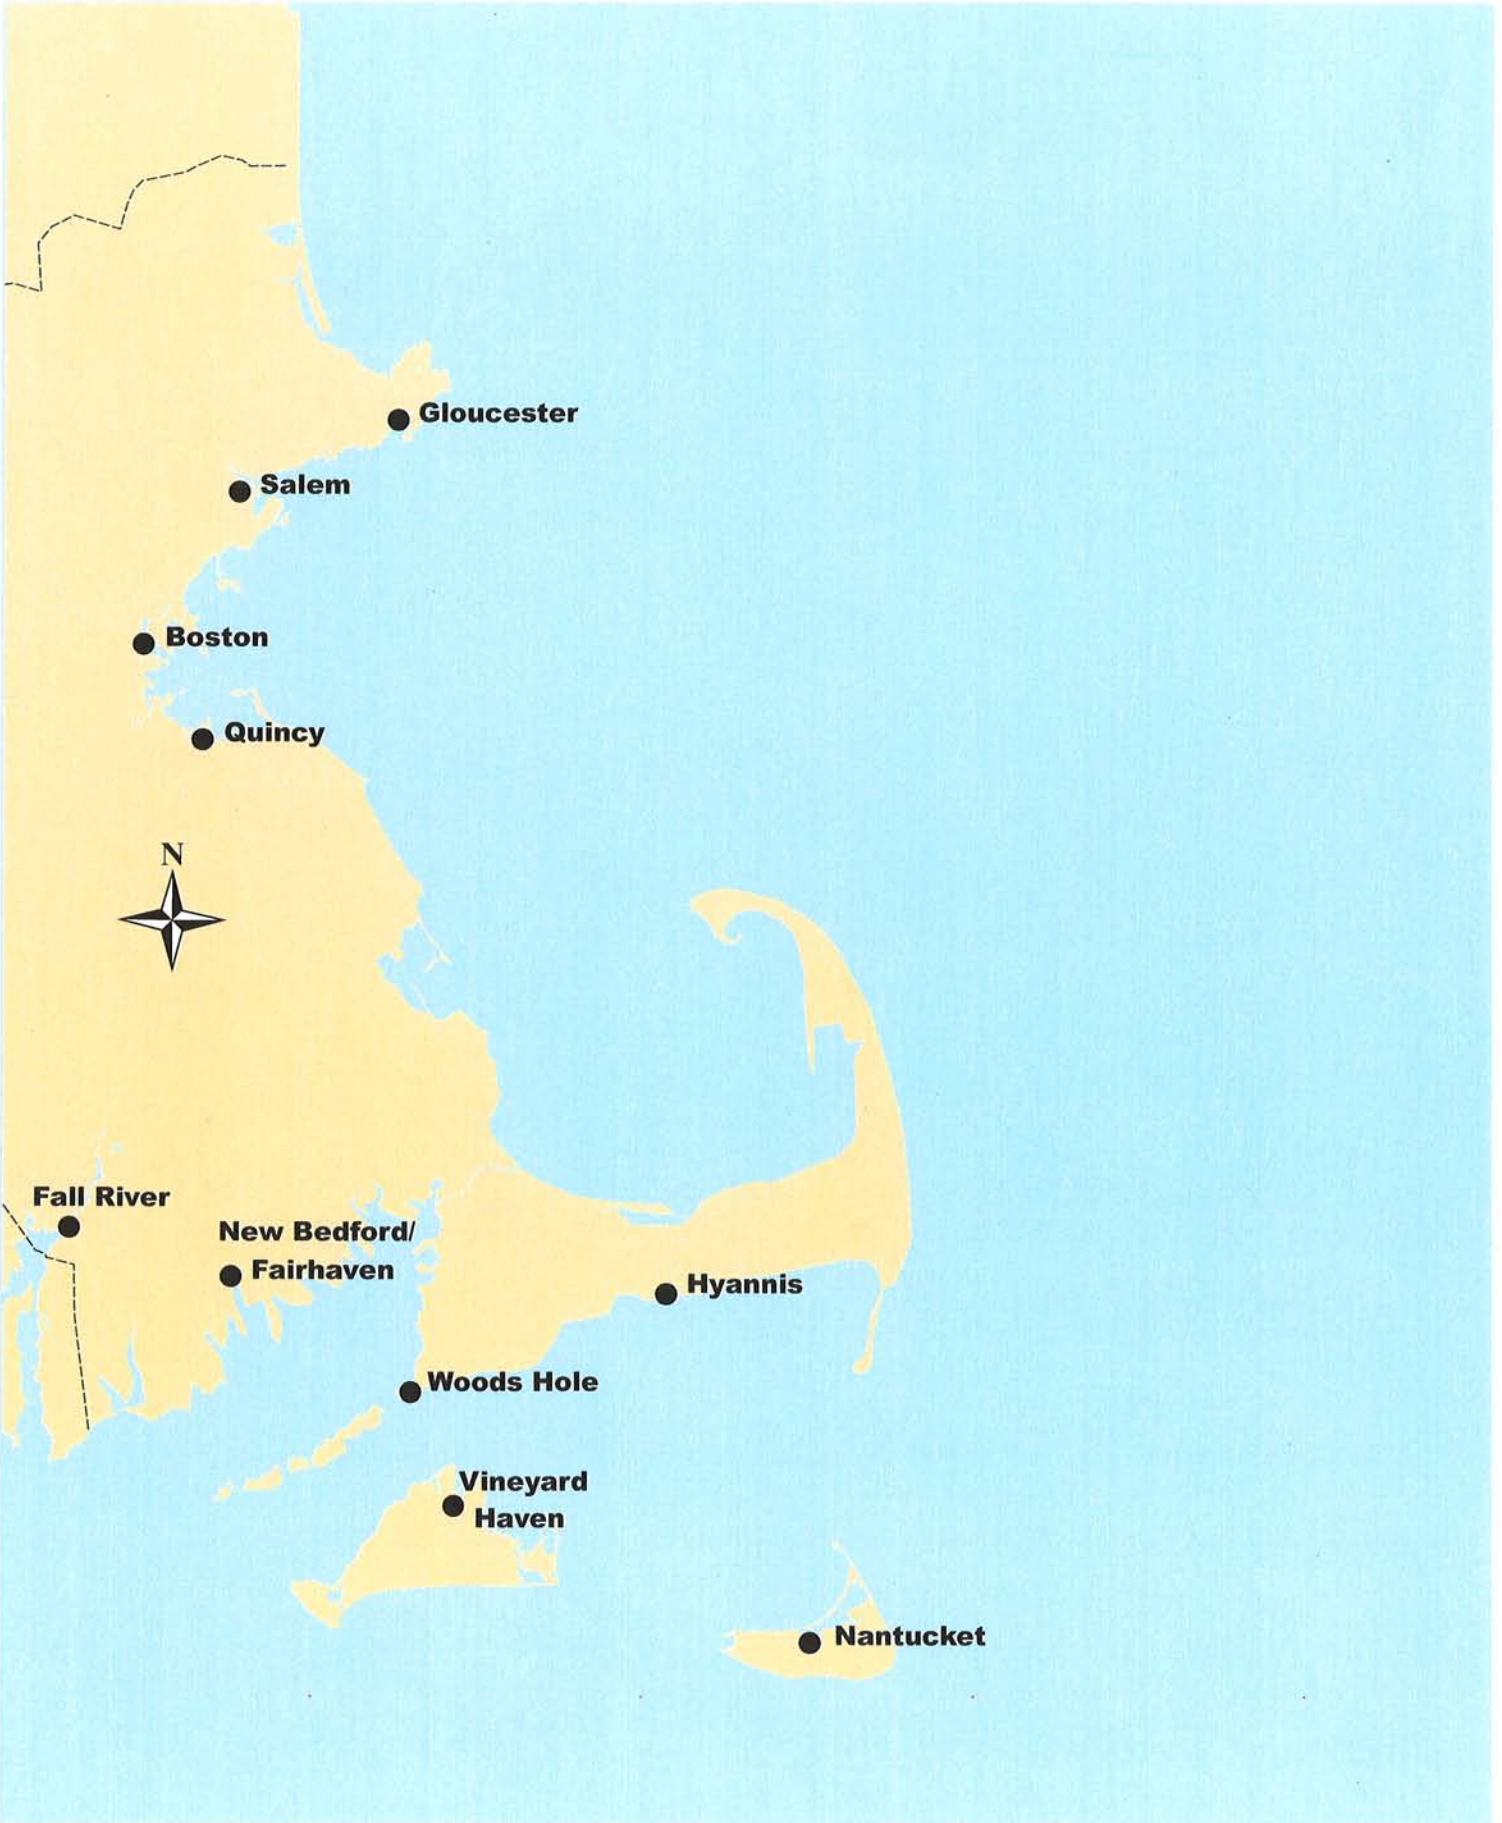 Gloucester
Salem
Boston
Quincy
N
Fall River
New Bedford/
Fairhaven
Hyannis
Woods Hole
Vineyard
Haven
Nantucket